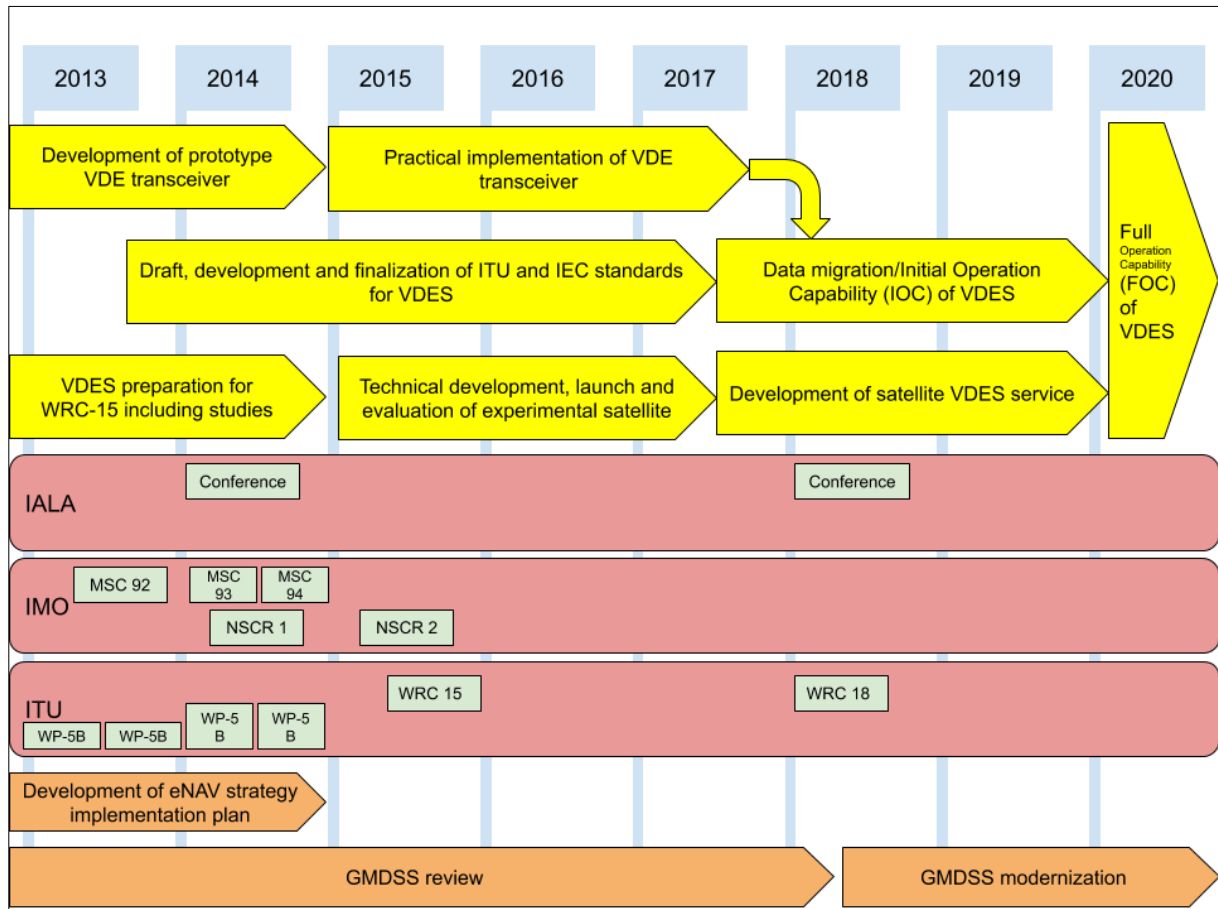 2013
2014
2015
2016
2017
2018
2019
2020
Development of prototype
VDE transceiver
Practical implementation of VDE
transceiver
Draft, development and finalization of ITU and IEC standards
for VDES
Data migration/Initial Operation
Capability (IOC) of VDES
Full
Operation
Capability
(FOC)
of
VDES
VDES preparation for
WRC-15 including studies
Technical development, launch and
evaluation of experimental satellite
Development of satellite VDES service
IALA
Conference
Conference
IMO
MSC 92
MSC
93
MSC
94
NSCR 1
NSCR 2
ITU
WP-5B
WP-5B
WP-5
B
WP-5
B
WRC 15
WRC 18
Development of eNAV strategy
implementation plan
GMDSS review
GMDSS modernization